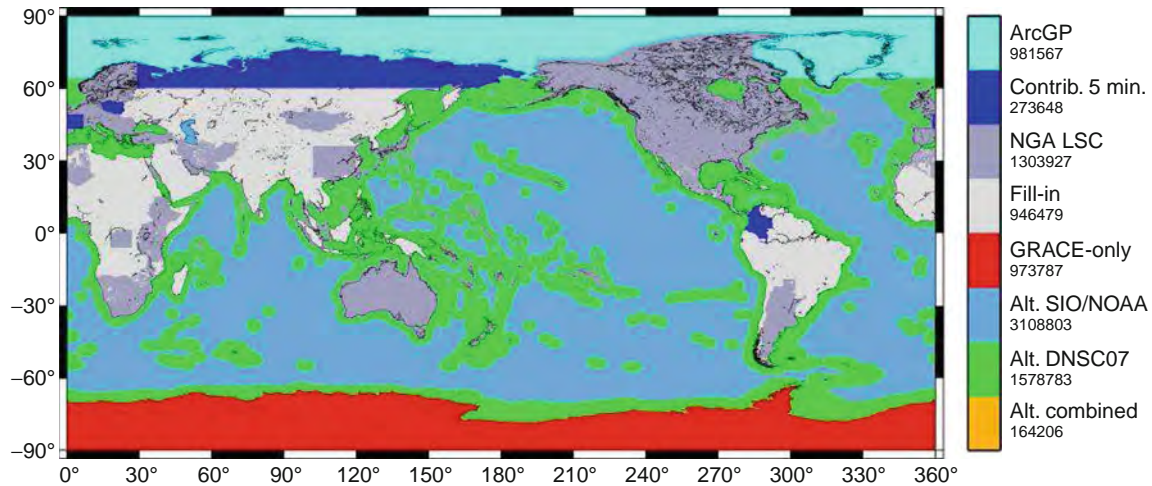 90°
60°
30°
0°
−30°
−60°
−90°
0° 30° 60° 90° 120° 150° 180° 210° 240° 270° 300° 330° 360°
ArcGP
981567
Contrib. 5 min.
273648
NGA LSC
1303927
Fill-in
946479
GRACE-only
973787
Alt. SIO/NOAA
3108803
Alt. DNSC07
1578783
Alt. combined
164206